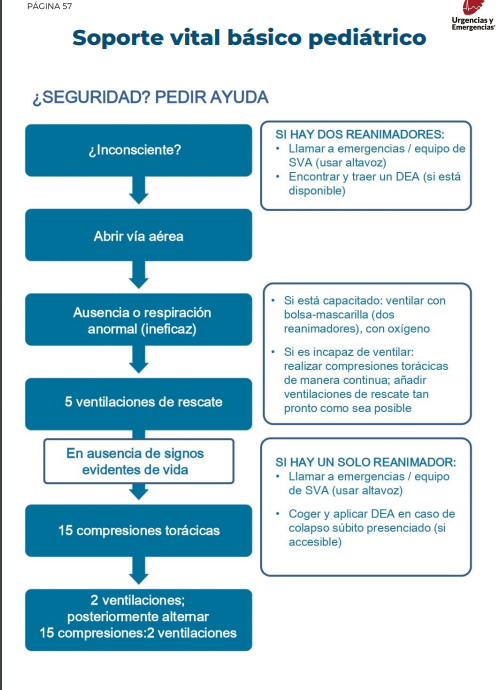 PÁGINA 57
Urgencias y
Emergencias
Soporte vital básico pediátrico
¿SEGURIDAD? PEDIR AYUDA
¿Inconsciente?
SI HAY DOS REANIMADORES:
• Llamar a emergencias / equipo de
SVA (usar altavoz)
• Encontrar y traer un DEA (si está
disponible)
Abrir vía aérea
Ausencia o respiración
anormal (ineficaz)
• Si está capacitado: ventilar con
bolsa-mascarilla (dos
reanimadores), con oxígeno
• Si es incapaz de ventilar:
realizar compresiones torácicas
de manera continua; añadir
ventilaciones de rescate tan
pronto como sea posible
5 ventilaciones de rescate
En ausencia de signos
evidentes de vida
SI HAY UN SOLO REANIMADOR:
• Llamar a emergencias / equipo
de SVA (usar altavoz)
• Coger y aplicar DEA en caso de
colapso súbito presenciado (si
accesible)
15 compresiones torácicas
2 ventilaciones;
posteriormente alternar
15 compresiones:2 ventilaciones